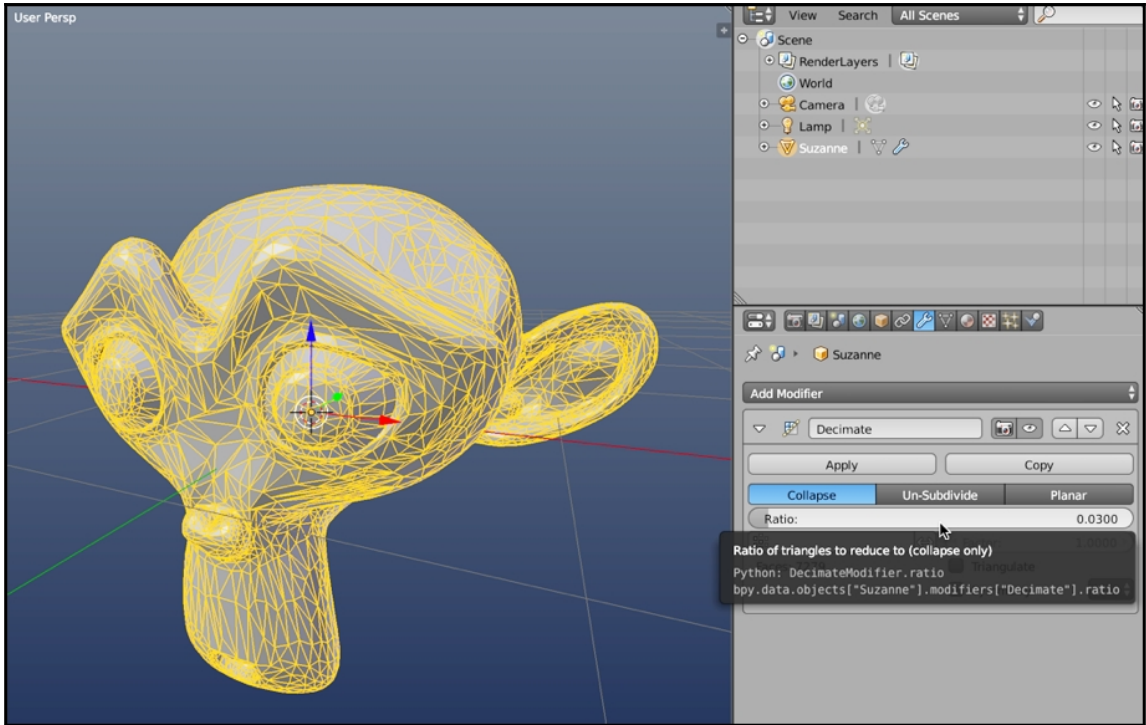 User Persp
View Search All Scenes
Scene
RenderLayers
World
Camera
Lamp
Suzanne
Suzanne
Add Modifier
Decimate
Apply Copy
Collapse Un-Subdivide Planar
Ratio: 0.0300
Ratio of triangles to reduce to (collapse only)
Triangulate
Python: DecimateModifier.ratio
bpy.data.objects["Suzanne"].modifiers["Decimate"].ratio